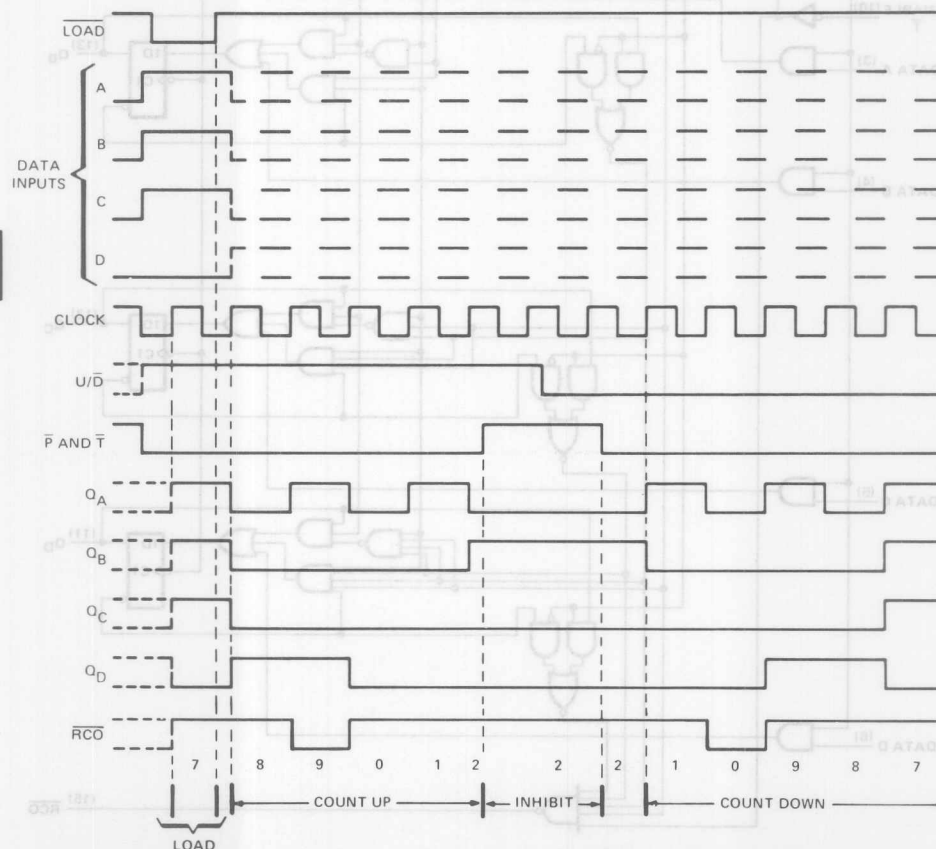 LOAD
A
B
DATA
INPUTS
C
D
CLOCK
U/D̅
P̅ AND T̅
QA
QB
QC
QD
R̅C̅O̅
7 8 9 0 1 2 2 2 1 0 9 8 7
COUNT UP INHIBIT COUNT DOWN
LOAD